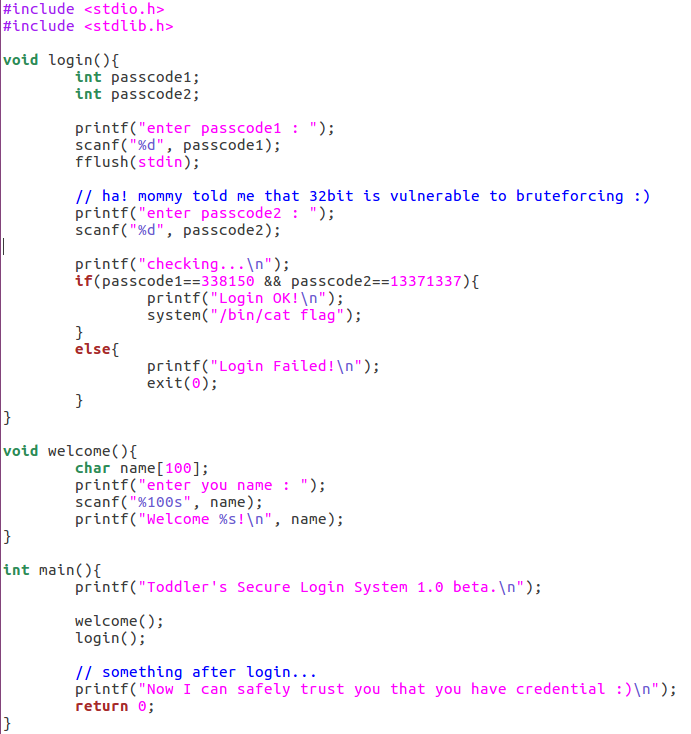 #include <stdio.h>
#include <stdlib.h>

void login(){
        int passcode1;
        int passcode2;

        printf("enter passcode1 : ");
        scanf("%d", passcode1);
        fflush(stdin);

        // ha! mommy told me that 32bit is vulnerable to bruteforcing :)
        printf("enter passcode2 : ");
        scanf("%d", passcode2);

        printf("checking...\n");
        if(passcode1==338150 && passcode2==13371337){
                printf("Login OK!\n");
                system("/bin/cat flag");
        }
        else{
                printf("Login Failed!\n");
                exit(0);
        }
}

void welcome(){
        char name[100];
        printf("enter you name : ");
        scanf("%100s", name);
        printf("Welcome %s!\n", name);
}

int main(){
        printf("Toddler's Secure Login System 1.0 beta.\n");

        welcome();
        login();

        // something after login...
        printf("Now I can safely trust you that you have credential :)\n");
        return 0;
}